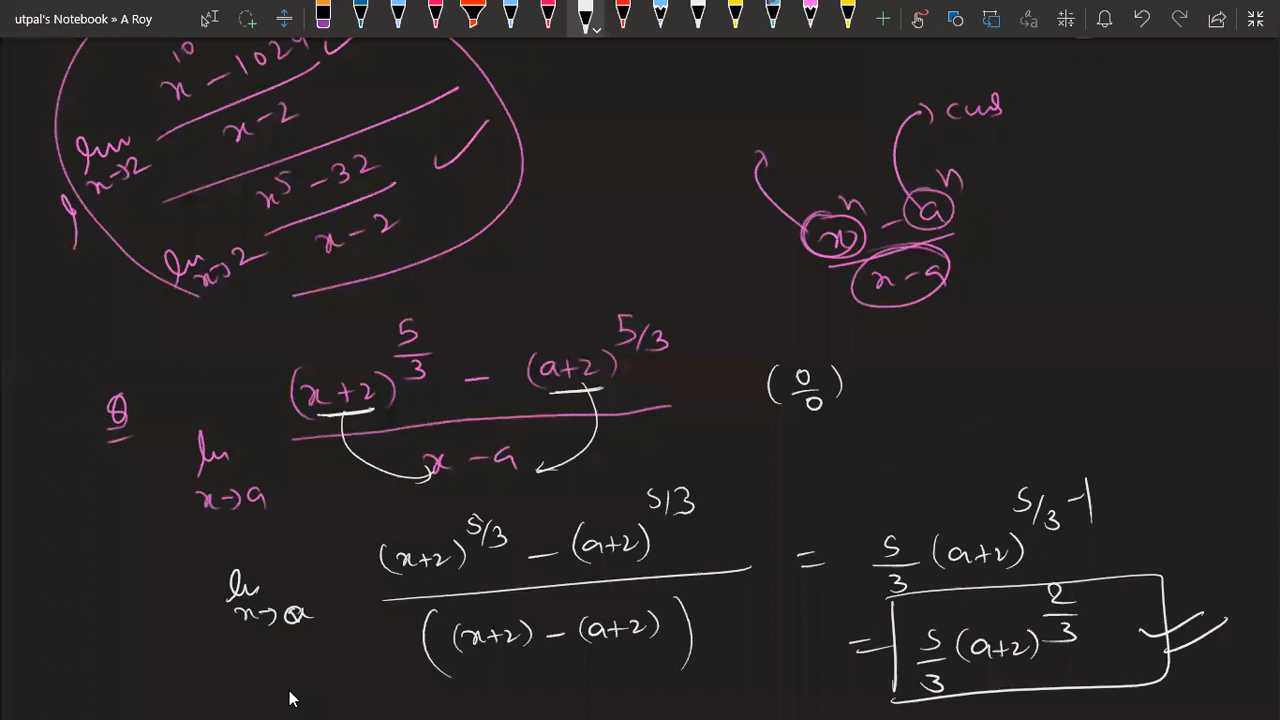 utpal's Notebook » A Roy
x^10 - 1024
lim x→2 x-2
x^5 - 32
lim x→2 x-2
x^n - a^n
x-a
Q lim x→a (x+2)^5/3 - (a+2)^5/3 (0/0)
x - a
lim x→a (x+2)^5/3 - (a+2)^5/3 = 5/3 (a+2)^5/3 -1
((x+2) - (a+2)) = 5/3 (a+2)^2/3